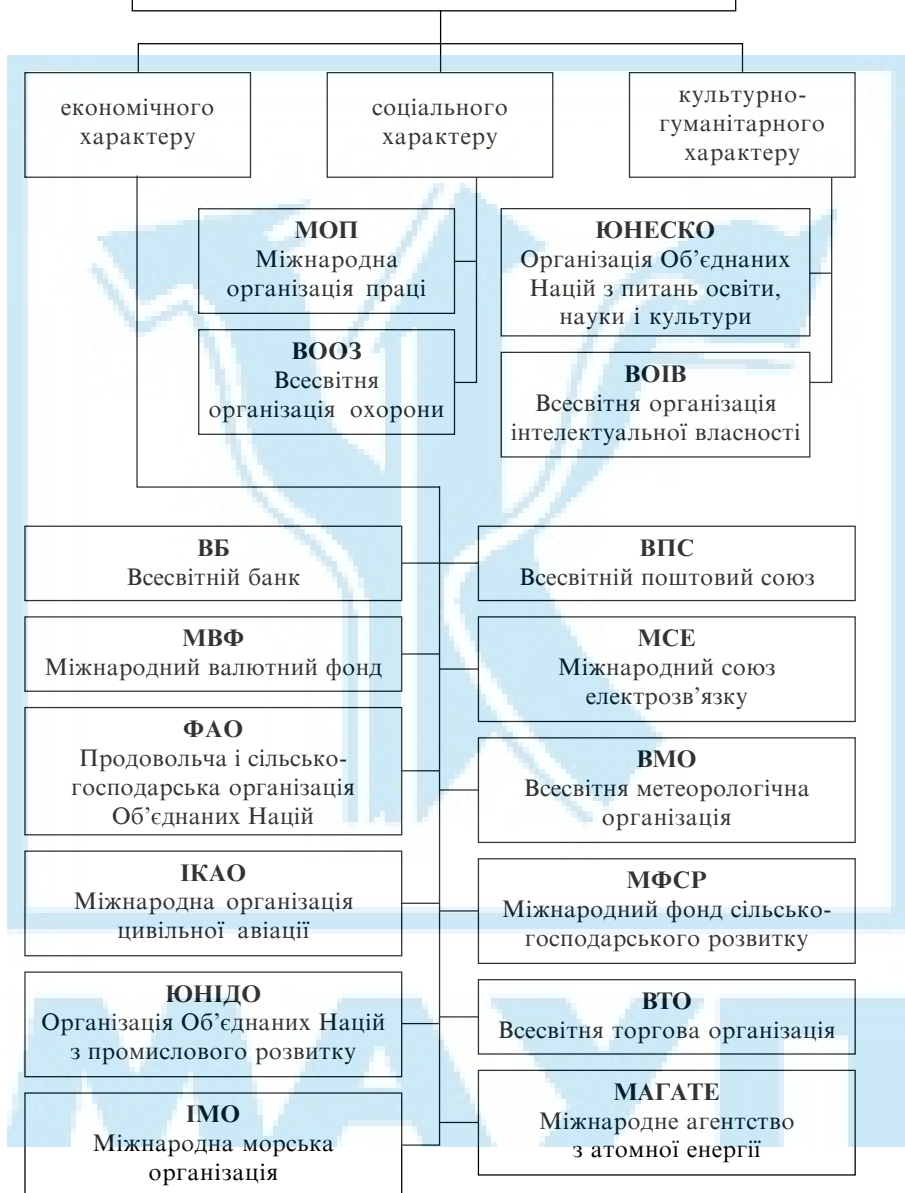 економічного
характеру
соціального
характеру
культурно-
гуманітарного
характеру
МОП
Міжнародна
організація праці
ВООЗ
Всесвітня
організація охорони
ЮНЕСКО
Організація Об’єднаних
Націй з питань освіти,
науки і культури
ВОІВ
Всесвітня організація
інтелектуальної власності
ВБ
Всесвітній банк
МВФ
Міжнародний валютний фонд
ФАО
Продовольча і сільсько-
господарська організація
Об’єднаних Націй
ІКАО
Міжнародна організація
цивільної авіації
ЮНІДО
Організація Об’єднаних Націй
з промислового розвитку
ІМО
Міжнародна морська
організація
ВПС
Всесвітній поштовий союз
МСЕ
Міжнародний союз
електрозв’язку
ВМО
Всесвітня метеорологічна
організація
МФСР
Міжнародний фонд сільсько-
господарського розвитку
ВТО
Всесвітня торгова організація
МАГАТЕ
Міжнародне агентство
з атомної енергії
МАУП